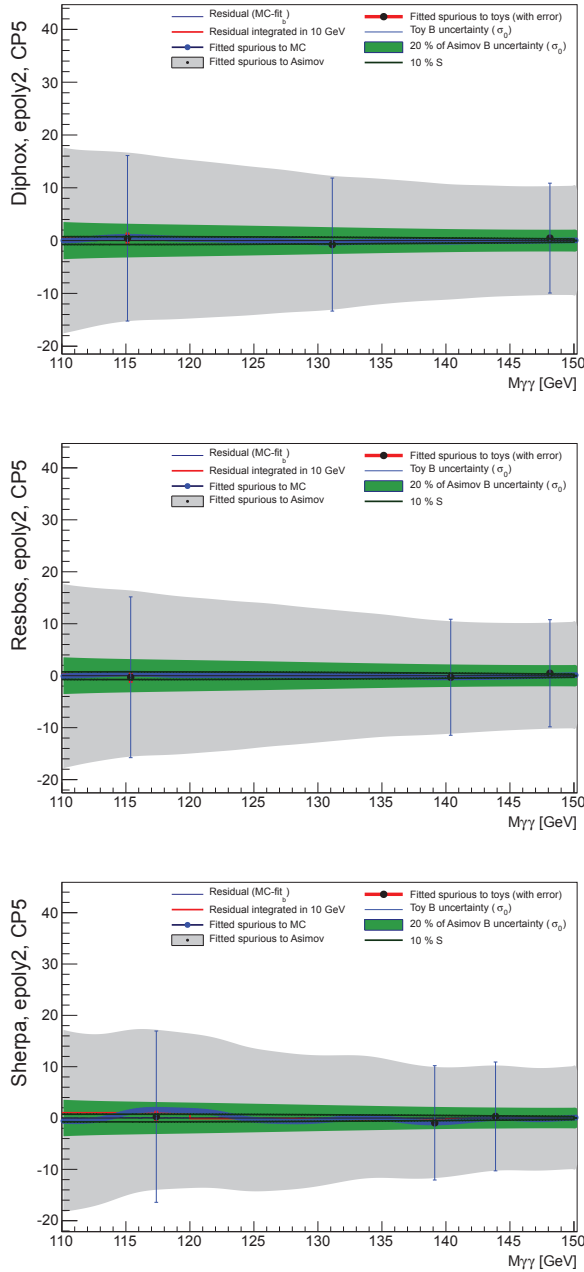 Diphox, epoly2, CP5
Residual (MC-fit_b)
Residual integrated in 10 GeV
Fitted spurious to MC
Fitted spurious to Asimov
Fitted spurious to toys (with error)
Toy B uncertainty (σ₀)
20 % of Asimov B uncertainty (σ₀)
10 % S
40
20
0
-10
-20
110 115 120 125 130 135 140 145 150
Mγγ [GeV]
Resbos, epoly2, CP5
Residual (MC-fit_b)
Residual integrated in 10 GeV
Fitted spurious to MC
Fitted spurious to Asimov
Fitted spurious to toys (with error)
Toy B uncertainty (σ₀)
20 % of Asimov B uncertainty (σ₀)
10 % S
40
20
0
-10
-20
110 115 120 125 130 135 140 145 150
Mγγ [GeV]
Sherpa, epoly2, CP5
Residual (MC-fit_b)
Residual integrated in 10 GeV
Fitted spurious to MC
Fitted spurious to Asimov
Fitted spurious to toys (with error)
Toy B uncertainty (σ₀)
20 % of Asimov B uncertainty (σ₀)
10 % S
40
20
0
-10
-20
110 115 120 125 130 135 140 145 150
Mγγ [GeV]